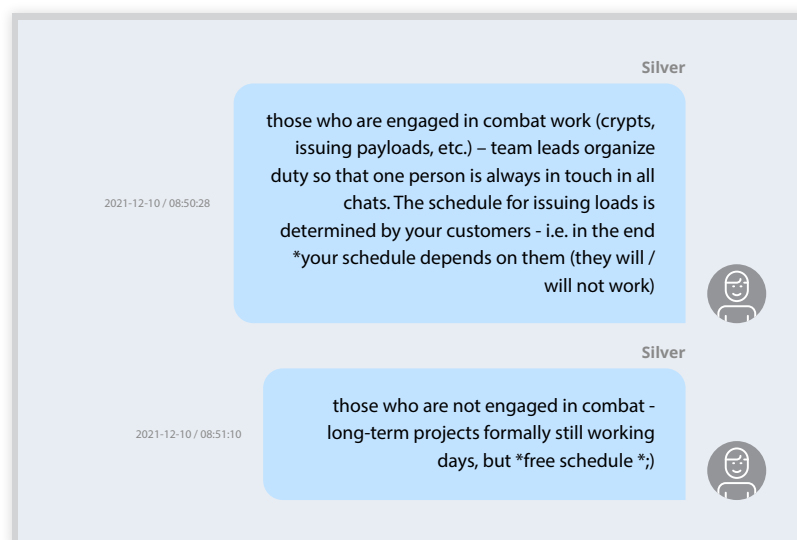 Silver
those who are engaged in combat work (crypts,
issuing payloads, etc.) – team leads organize
duty so that one person is always in touch in all
chats. The schedule for issuing loads is
determined by your customers - i.e. in the end
*your schedule depends on them (they will /
will not work)
2021-12-10 / 08:50:28
Silver
those who are not engaged in combat -
long-term projects formally still working
days, but *free schedule *;)
2021-12-10 / 08:51:10